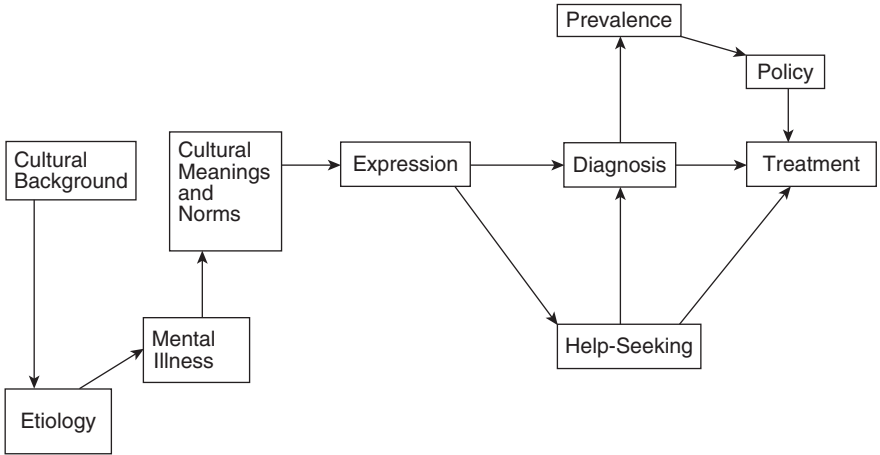 Prevalence
Policy
Cultural
Background
Cultural
Meanings
and
Norms
Expression
Diagnosis
Treatment
Mental
Illness
Help-Seeking
Etiology